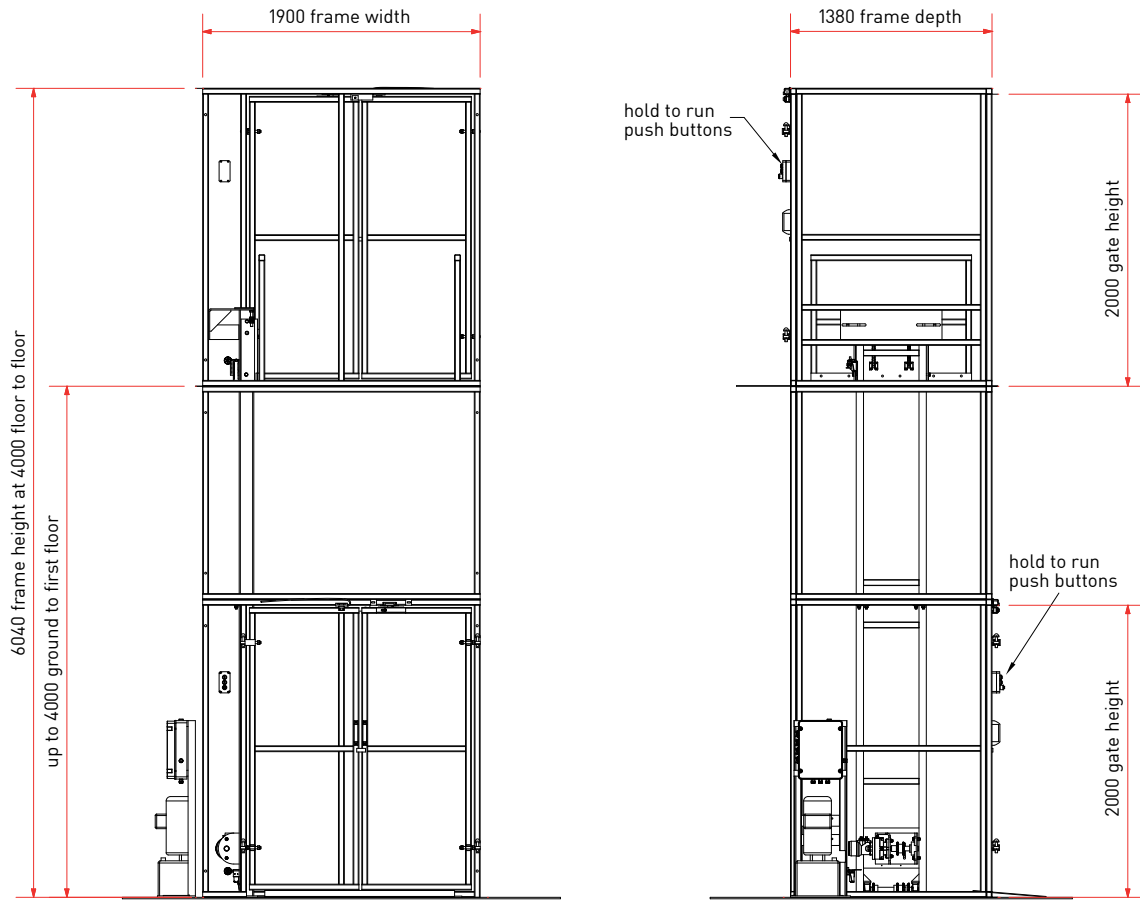 1900 frame width
1380 frame depth
hold to run
push buttons
2000 gate height
6040 frame height at 4000 floor to floor
up to 4000 ground to first floor
hold to run
push buttons
2000 gate height